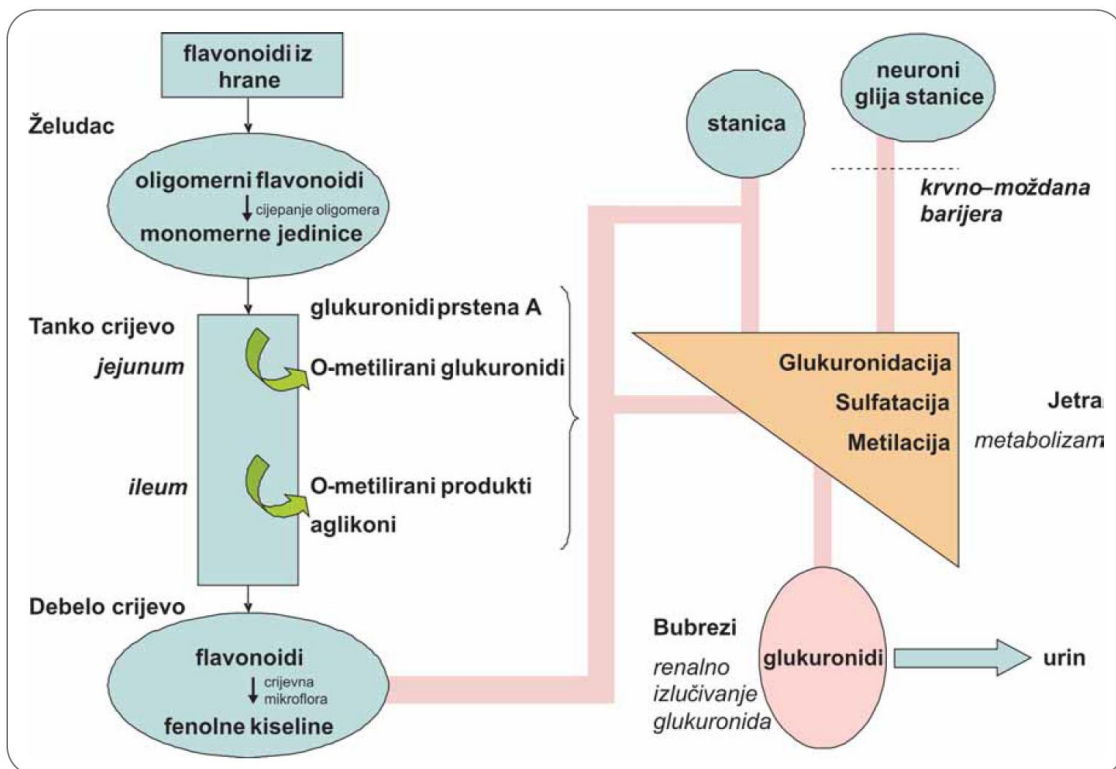 flavonoidi iz
hrane
Želudac
oligomerni flavonoidi
cijepanje oligomera
monomerne jedinice
Tanko crijevo
jejunum
glukuronidi prstena A
O-metilirani glukuronidi
ileum
O-metilirani produkti
aglikoni
Debelo crijevo
flavonoidi
crijevna
mikroflora
fenolne kiseline
stanica
neuroni
glija stanice
krvno–moždana
barijera
Glukuronidacija
Sulfatacija
Metilacija
Jetra
metabolizam
Bubrezi
renalno
izlučivanje
glukuronida
glukuronidi
urin